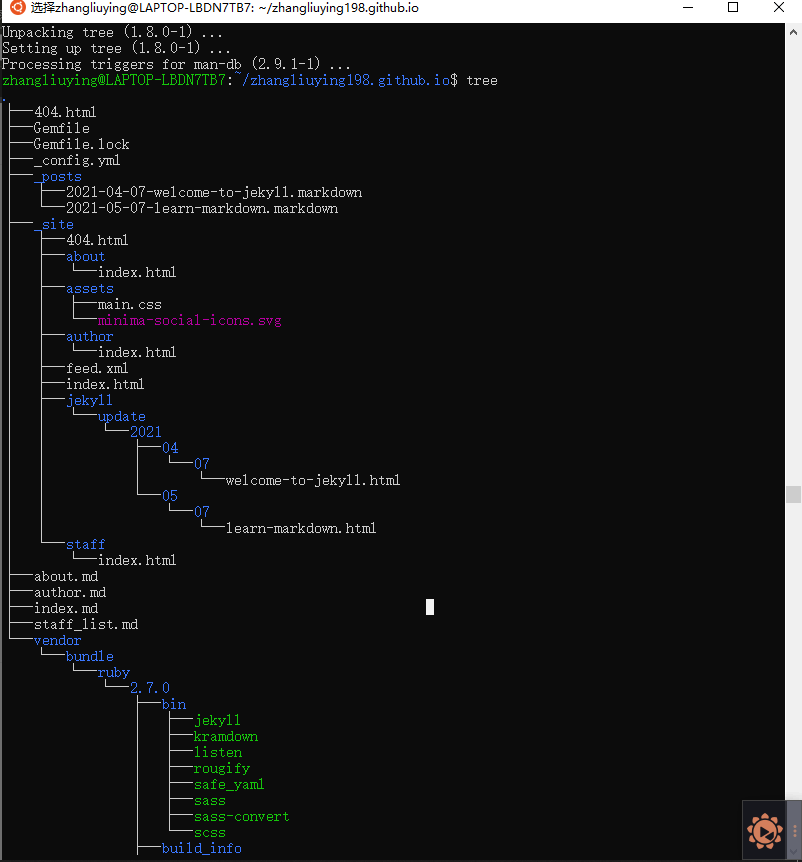 选择zhangliuying@LAPTOP-LBDN7TB7: ~/zhangliuying198.github.io
Unpacking tree (1.8.0-1) ...
Setting up tree (1.8.0-1) ...
Processing triggers for man-db (2.9.1-1) ...
zhangliuying@LAPTOP-LBDN7TB7:~/zhangliuying198.github.io$ tree
.
├──404.html
├──Gemfile
├──Gemfile.lock
├──_config.yml
├──_posts
│   ├──2021-04-07-welcome-to-jekyll.markdown
│   └──2021-05-07-learn-markdown.markdown
├──_site
│   ├──404.html
│   ├──about
│   │   └──index.html
│   ├──assets
│   │   ├──main.css
│   │   └──minima-social-icons.svg
│   ├──author
│   │   └──index.html
│   ├──feed.xml
│   ├──index.html
│   ├──jekyll
│   │   └──update
│   │       └──2021
│   │           ├──04
│   │           │   └──07
│   │           │       └──welcome-to-jekyll.html
│   │           └──05
│   │               └──07
│   │                   └──learn-markdown.html
│   └──staff
│       └──index.html
├──about.md
├──author.md
├──index.md
├──staff_list.md
└──vendor
    └──bundle
        └──ruby
            └──2.7.0
                ├──bin
                │   ├──jekyll
                │   ├──kramdown
                │   ├──listen
                │   ├──rougify
                │   ├──safe_yaml
                │   ├──sass
                │   ├──sass-convert
                │   └──scss
                ├──build_info